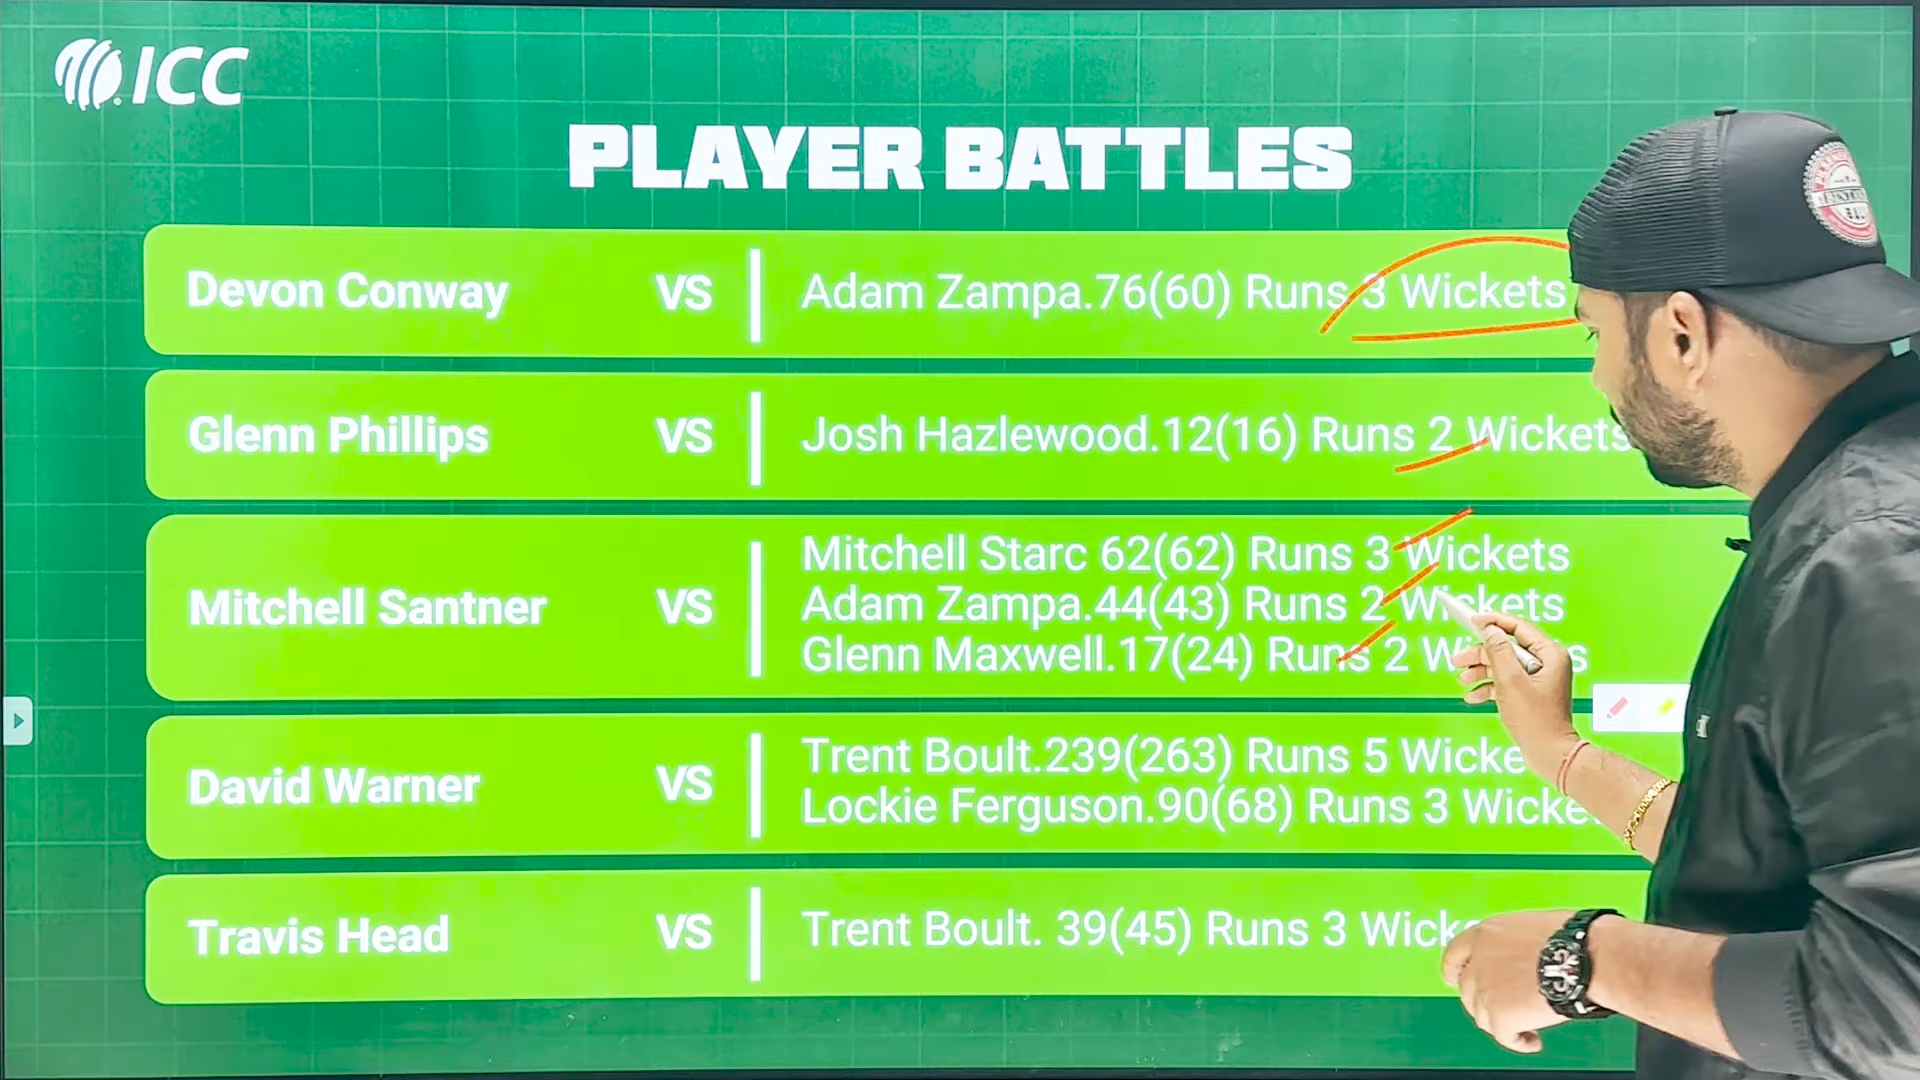 ICC
PLAYER BATTLES
Devon Conway VS Adam Zampa.76(60) Runs 3 Wickets
Glenn Phillips VS Josh Hazlewood.12(16) Runs 2 Wickets
Mitchell Santner VS
Mitchell Starc 62(62) Runs 3 Wickets
Adam Zampa.44(43) Runs 2 Wickets
Glenn Maxwell.17(24) Runs 2
David Warner VS
Trent Boult.239(263) Runs 5
Lockie Ferguson.90(68) Runs 3
Travis Head VS Trent Boult. 39(45) Runs 3